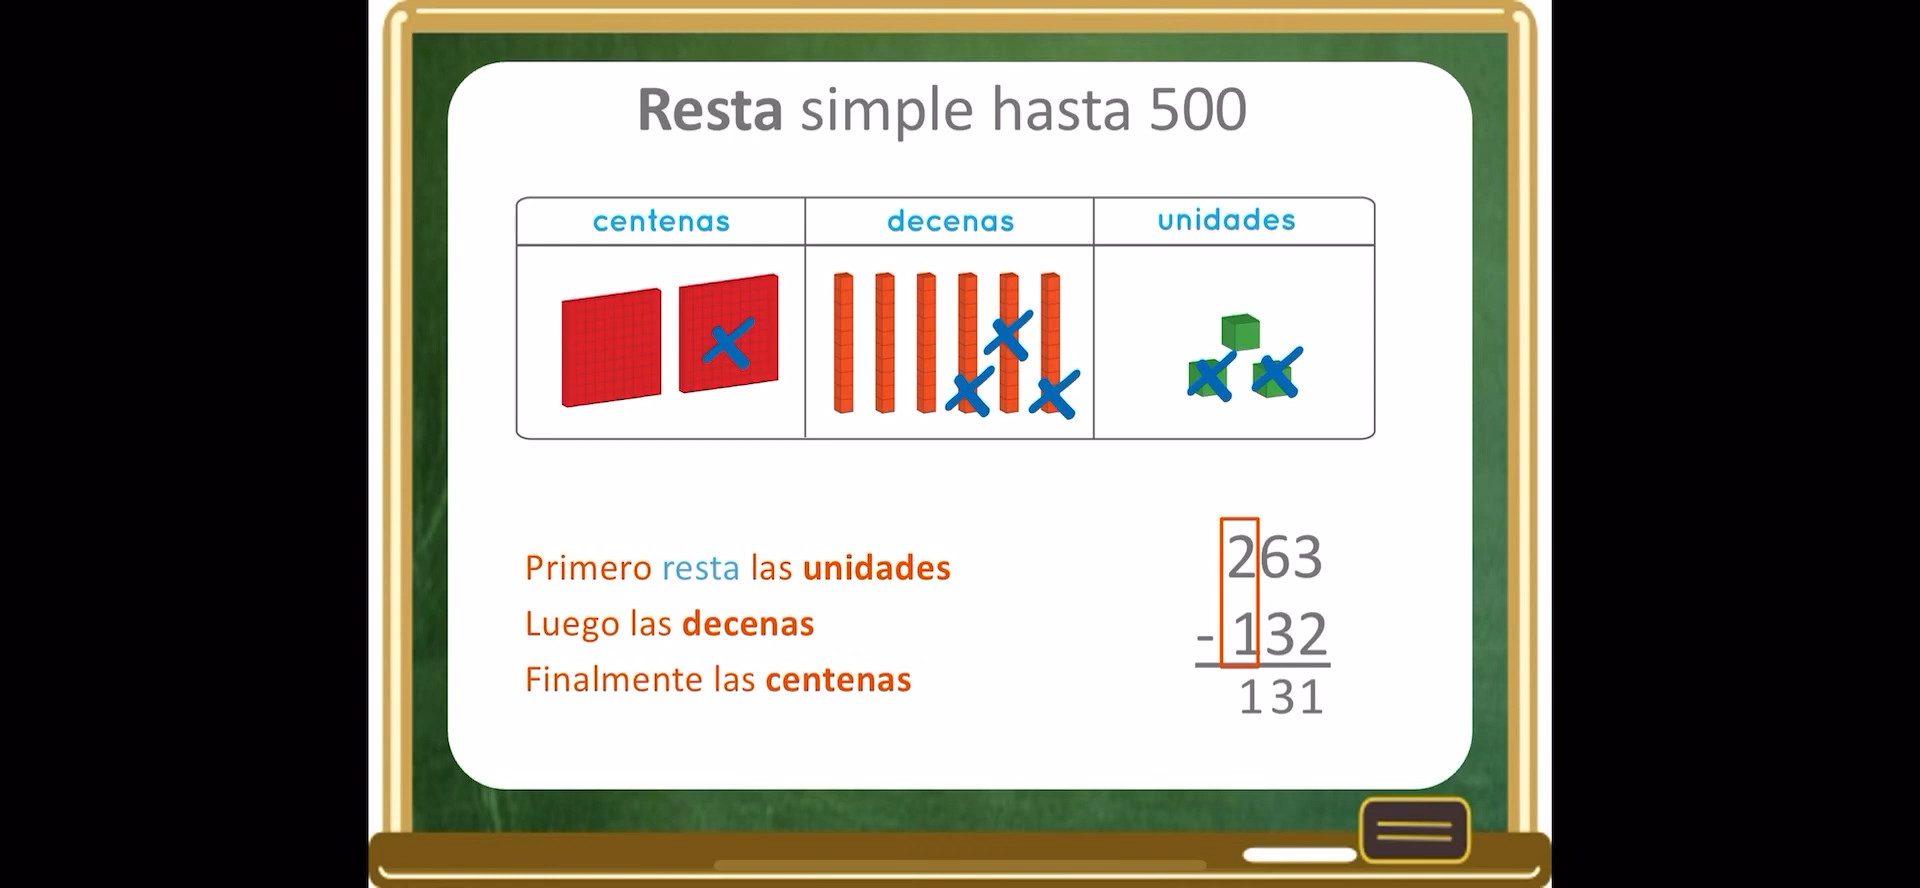 Resta simple hasta 500
centenas decenas unidades
Primero resta las unidades
Luego las decenas
Finalmente las centenas
263
- 132
131